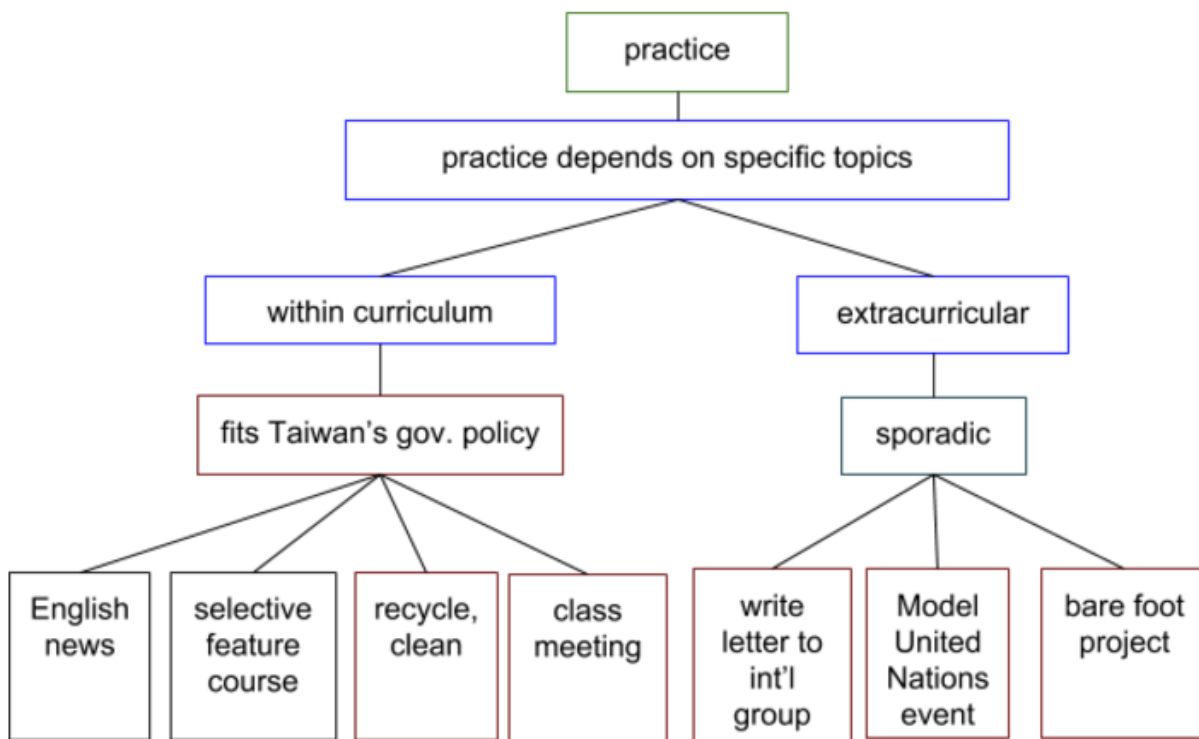 practice
practice depends on specific topics
within curriculum
extracurricular
fits Taiwan's gov. policy
sporadic
English
news
selective
feature
course
recycle,
clean
class
meeting
write
letter to
int'l
group
Model
United
Nations
event
bare foot
project